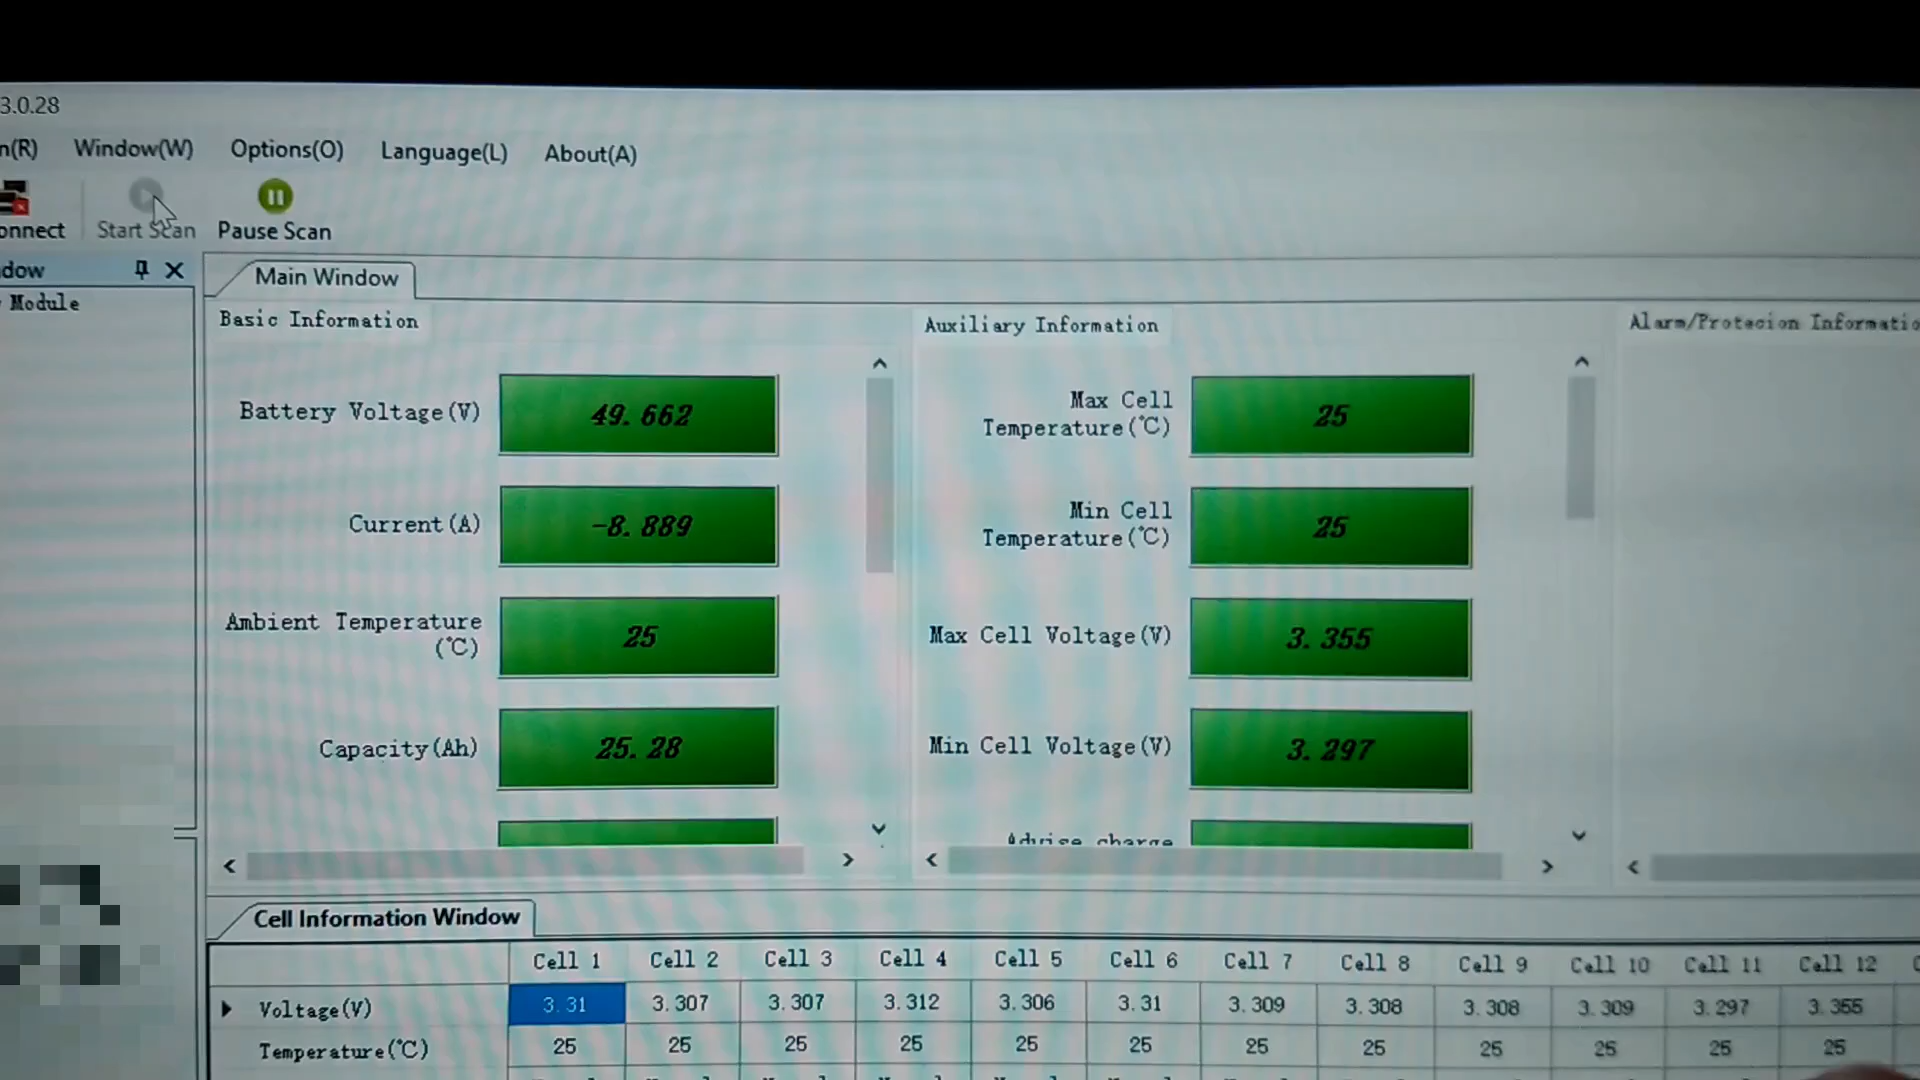 3.0.28
n(R) Window(W) Options(O) Language(L) About(A)
onnect Start Scan Pause Scan
dow
Module
Main Window
Basic Information
Battery Voltage(V) 49.662
Current(A) -8.889
Ambient Temperature
(℃) 25
Capacity(Ah) 25.28
Auxiliary Information
Max Cell
Temperature(℃) 25
Min Cell
Temperature(℃) 25
Max Cell Voltage(V) 3.355
Min Cell Voltage(V) 3.297
Advise charge
Alarm/Protecion Informatio
Cell Information Window
Cell 1 Cell 2 Cell 3 Cell 4 Cell 5 Cell 6 Cell 7 Cell 8 Cell 9 Cell 10 Cell 11 Cell 12
Voltage(V) 3.31 3.307 3.307 3.312 3.306 3.31 3.309 3.308 3.308 3.309 3.297 3.355
Temperature(℃) 25 25 25 25 25 25 25 25 25 25 25 25